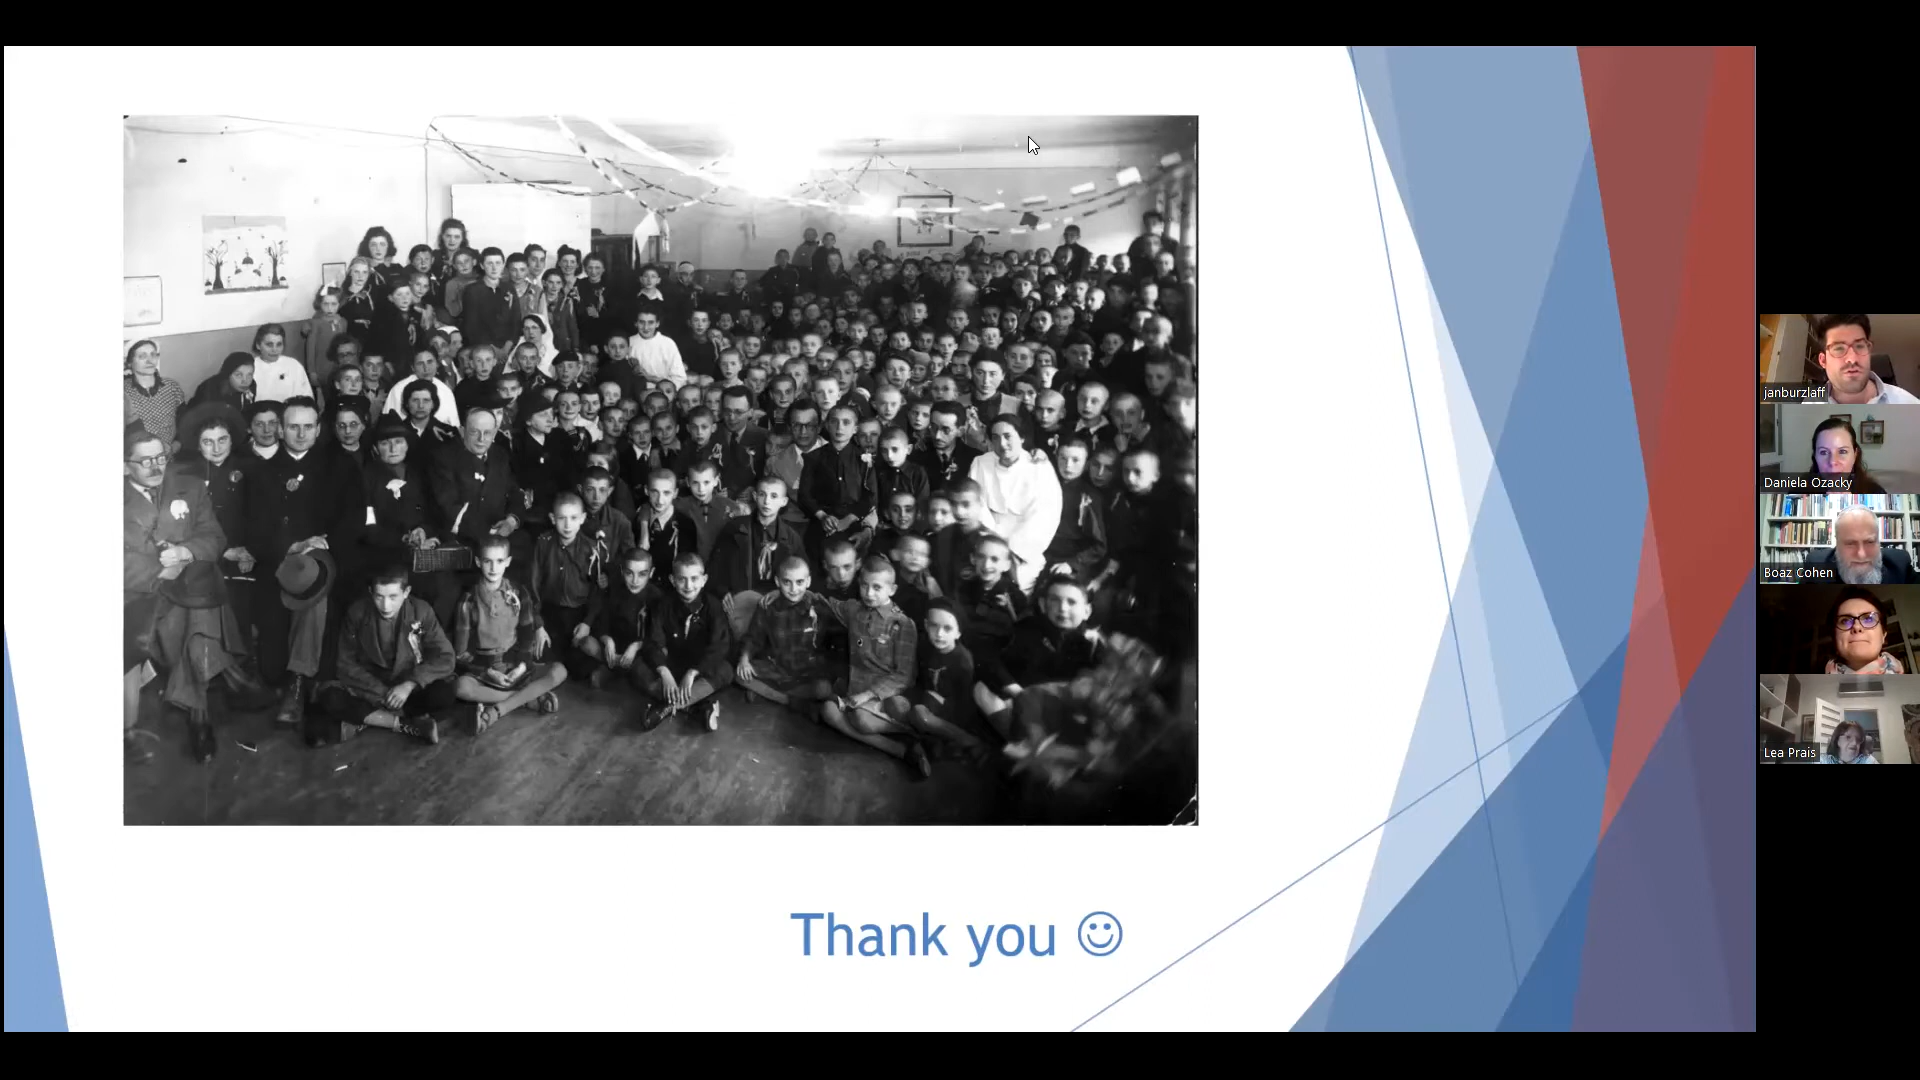 Thank you ☺
janburzlaff
Daniela Ozacky
Boaz Cohen
Lea Prais